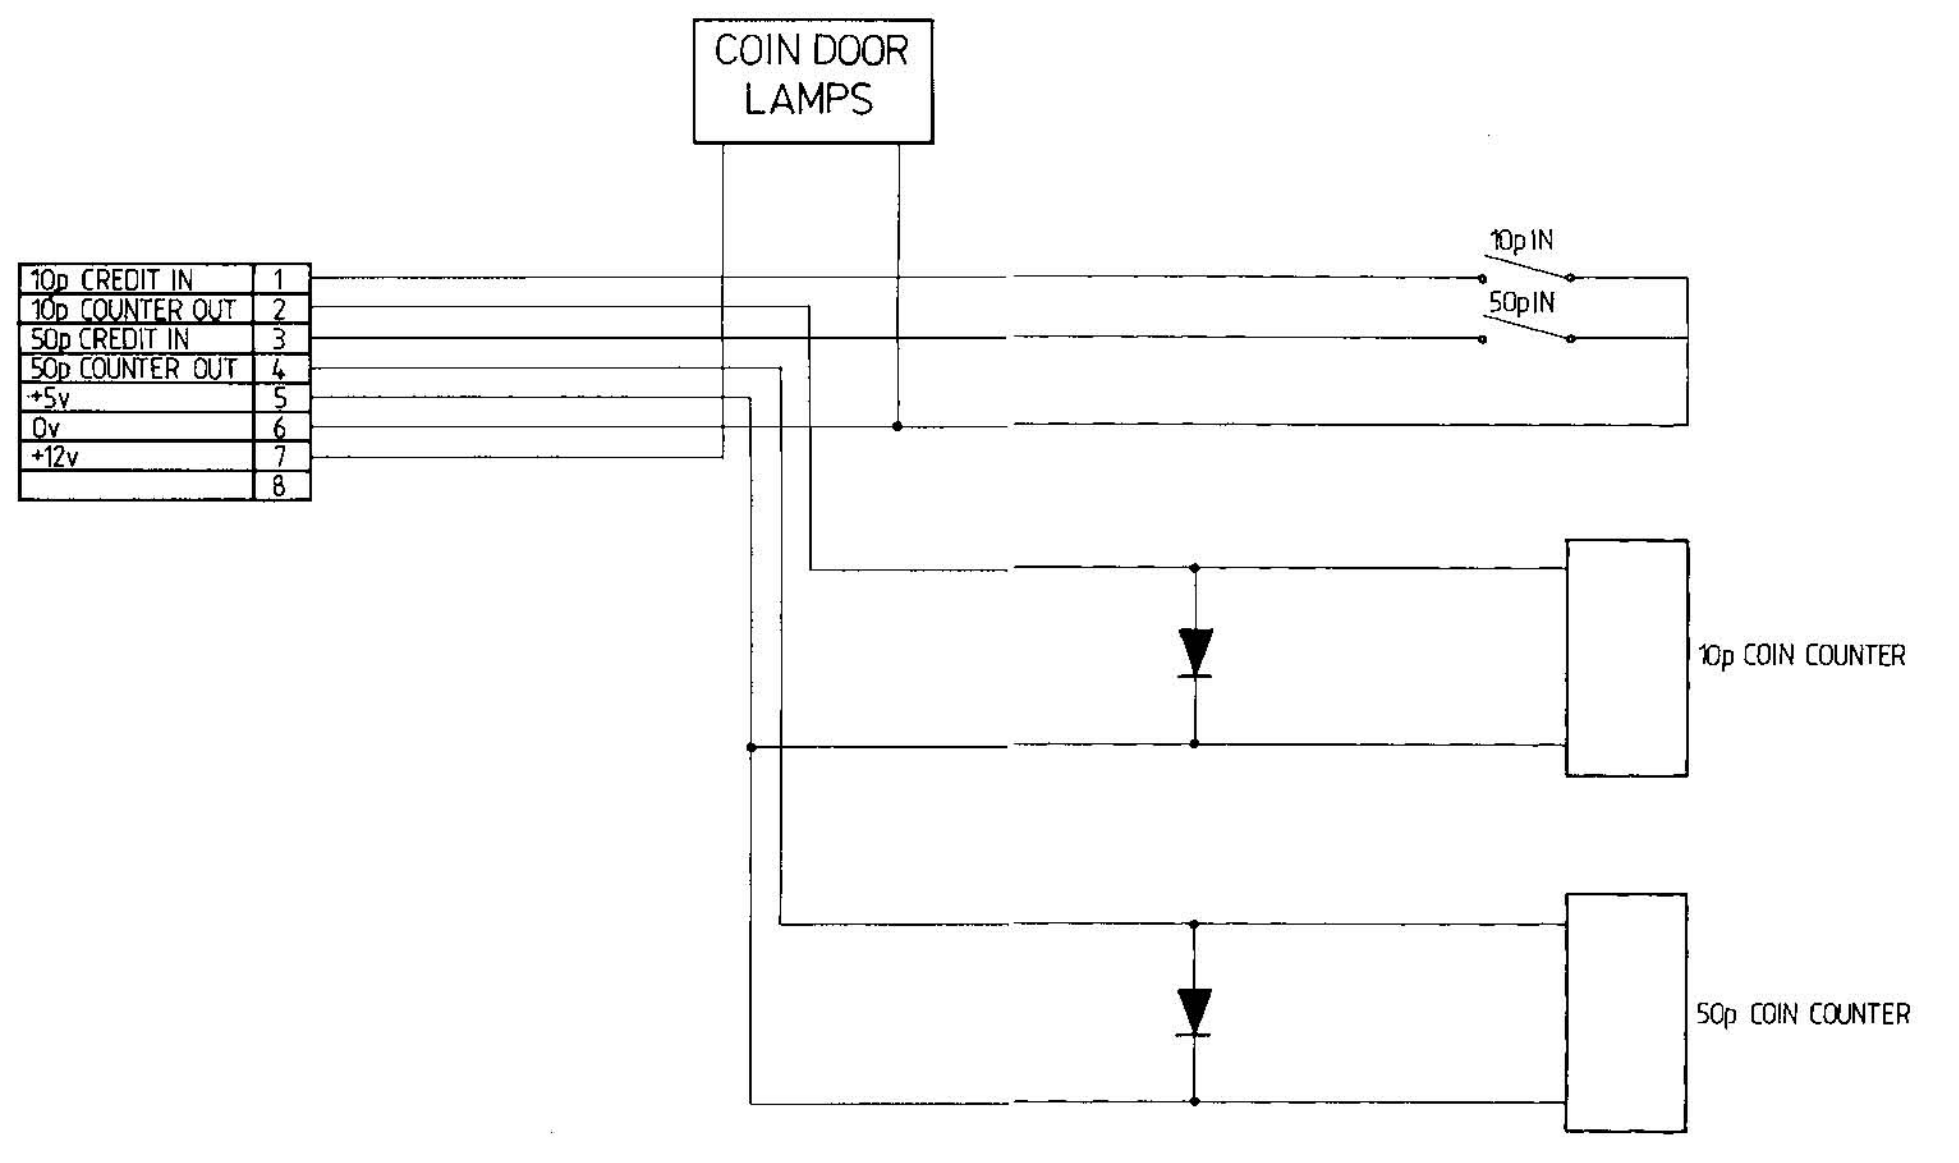 COIN DOOR
LAMPS
10p IN
10p CREDIT IN 1
10p COUNTER OUT 2
50p IN
50p CREDIT IN 3
50p COUNTER OUT 4
+5v 5
0v 6
+12v 7
8
10p COIN COUNTER
50p COIN COUNTER